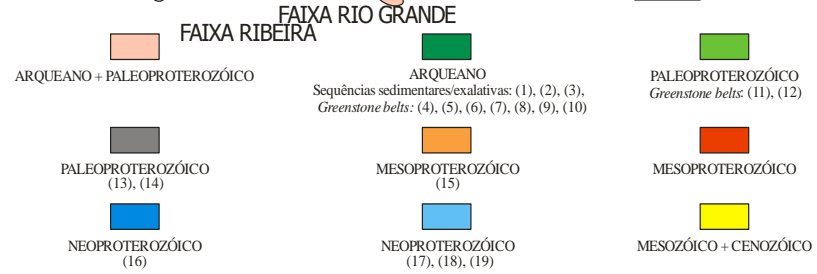 FAIXA RIO GRANDE
FAIXA RIBEIRA
ARQUEANO + PALEOPROTEROZÓICO
ARQUEANO
Sequências sedimentares/exalativas: (1), (2), (3),
Greenstone belts: (4), (5), (6), (7), (8), (9), (10)
PALEOPROTEROZÓICO
Greenstone belts: (11), (12)
PALEOPROTEROZÓICO
(13), (14)
MESOPROTEROZÓICO
(15)
MESOPROTEROZÓICO
NEOPROTEROZÓICO
(16)
NEOPROTEROZÓICO
(17), (18), (19)
MESOZÓICO + CENOZÓICO